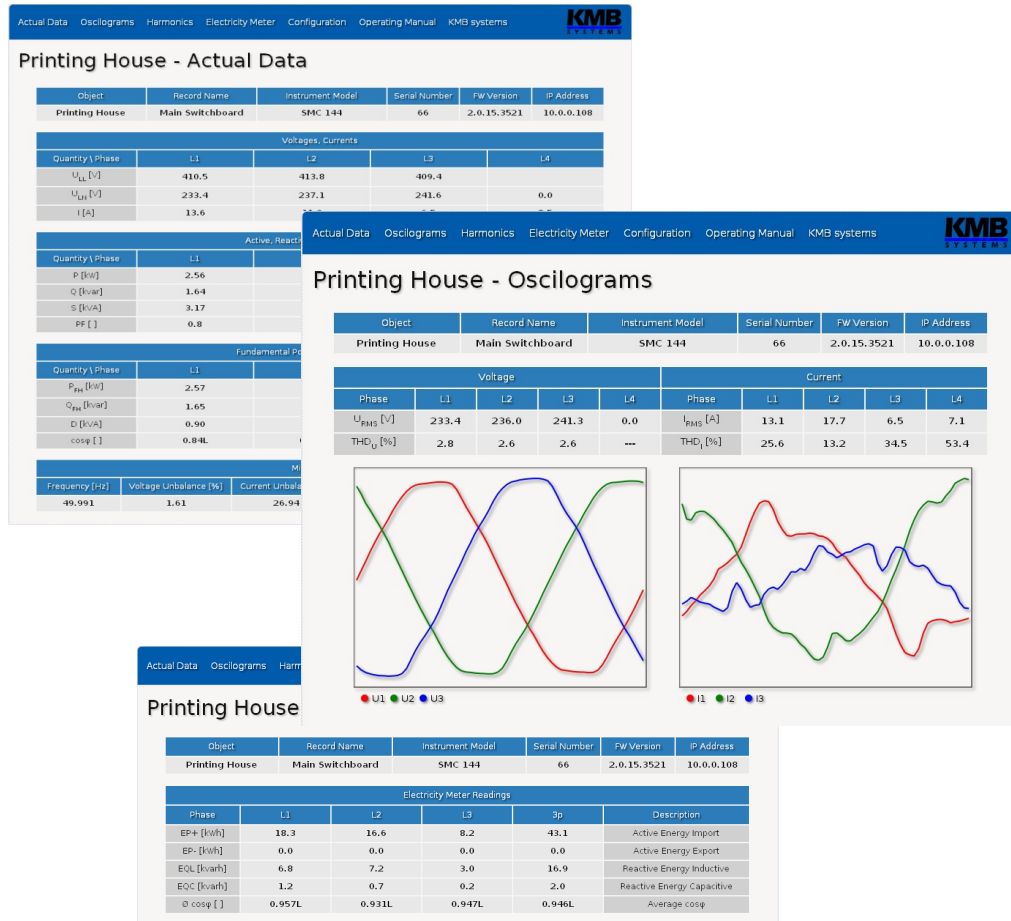 Actual Data Oscilograms Harmonics Electricity Meter Configuration Operating Manual KMB systems KMB SYSTEMS
Printing House - Actual Data
Object Record Name Instrument Model Serial Number FW Version IP Address
Printing House Main Switchboard SMC 144 66 2.0.15.3521 10.0.0.108
Voltages, Currents
Quantity \ Phase L1 L2 L3 L4
ULL [V] 410.5 413.8 409.4
ULN [V] 233.4 237.1 241.6 0.0
I [A] 13.6
Active,
Quantity \ Phase L1
P [kW] 2.56
Q [kvar] 1.64
S [kVA] 3.17
PF [ ] 0.8
Fundamental
Quantity \ Phase L1
PFH [kW] 2.57
QFH [kvar] 1.65
D [kVA] 0.90
cosφ [ ] 0.84L
Frequency [Hz] Voltage Unbalance [%] Current
49.991 1.61 26.94
Actual Data Oscilograms Harmonics Electricity Meter Configuration Operating Manual KMB systems KMB SYSTEMS
Printing House - Oscilograms
Object Record Name Instrument Model Serial Number FW Version IP Address
Printing House Main Switchboard SMC 144 66 2.0.15.3521 10.0.0.108
Voltage Current
Phase L1 L2 L3 L4 Phase L1 L2 L3 L4
URMS [V] 233.4 236.0 241.3 0.0 IRMS [A] 13.1 17.7 6.5 7.1
THDU [%] 2.8 2.6 2.6 --- THDI [%] 25.6 13.2 34.5 53.4
U1 U2 U3 I1 I2 I3
Actual Data Oscilograms
Printing House
Object Record Name Instrument Model Serial Number FW Version IP Address
Printing House Main Switchboard SMC 144 66 2.0.15.3521 10.0.0.108
Electricity Meter Readings
Phase L1 L2 L3 3p Description
EP+ [kWh] 18.3 16.6 8.2 43.1 Active Energy Import
EP- [kWh] 0.0 0.0 0.0 0.0 Active Energy Export
EQL [kvarh] 6.8 7.2 3.0 16.9 Reactive Energy Inductive
EQC [kvarh] 1.2 0.7 0.2 2.0 Reactive Energy Capacitive
Ø cosφ [ ] 0.957L 0.931L 0.947L 0.946L Average cosφ